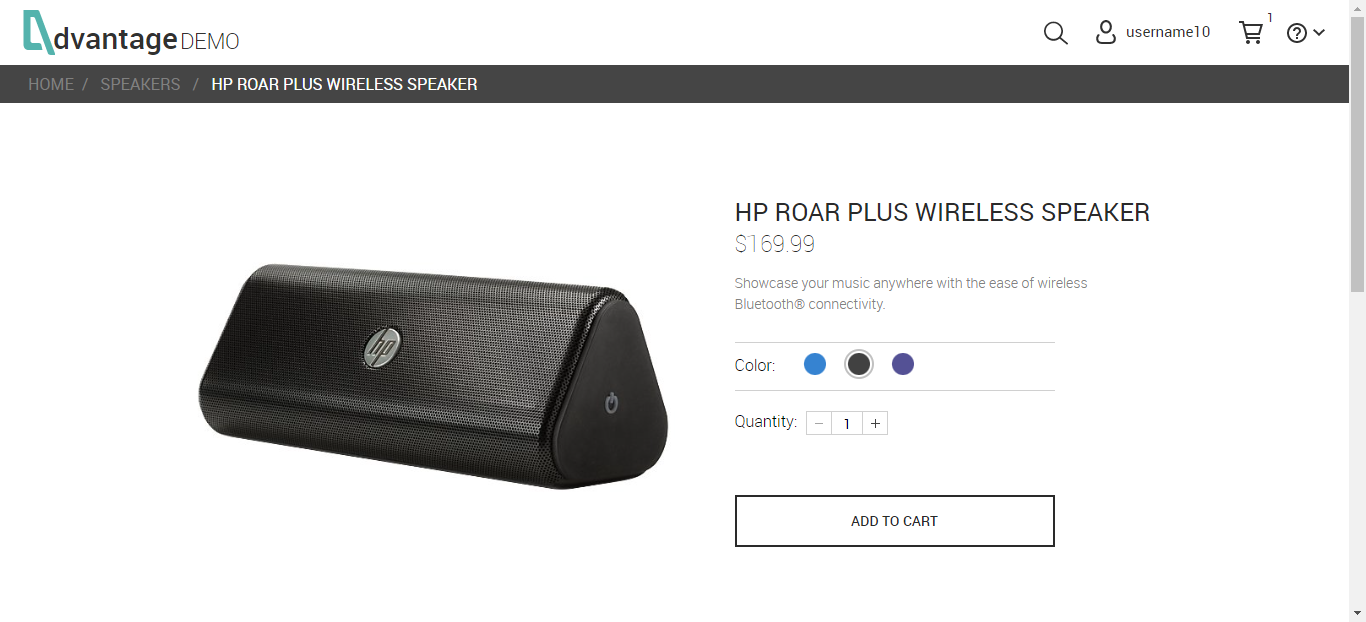 dvantage DEMO
username10
1
HOME / SPEAKERS / HP ROAR PLUS WIRELESS SPEAKER
HP ROAR PLUS WIRELESS SPEAKER
$169.99
Showcase your music anywhere with the ease of wireless
Bluetooth® connectivity.
hp
Color:
Quantity: − 1 +
ADD TO CART